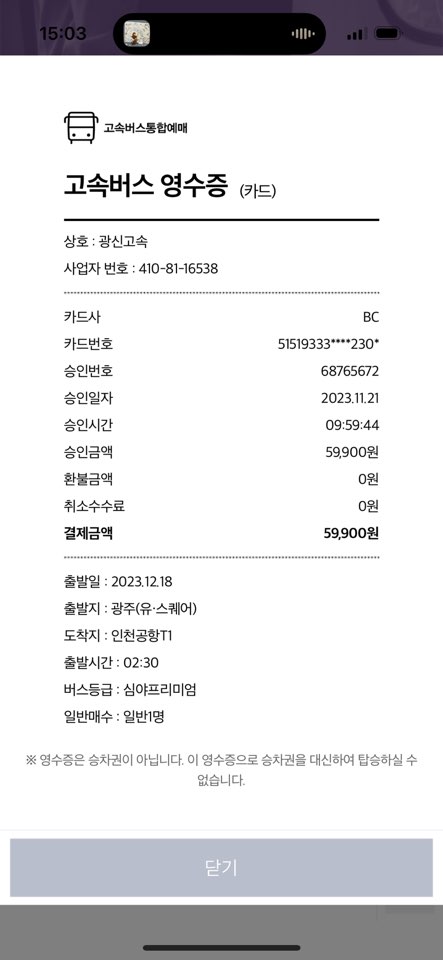 15:03
고속버스통합예매
고속버스 영수증 (카드)
상호 : 광신고속
사업자 번호 : 410-81-16538
카드사 BC
카드번호 51519333****230*
승인번호 68765672
승인일자 2023.11.21
승인시간 09:59:44
승인금액 59,900원
환불금액 0원
취소수수료 0원
결제금액 59,900원
출발일 : 2023.12.18
출발지 : 광주(유·스퀘어)
도착지 : 인천공항T1
출발시간 : 02:30
버스등급 : 심야프리미엄
일반매수 : 일반1명
※ 영수증은 승차권이 아닙니다. 이 영수증으로 승차권을 대신하여 탑승하실 수
없습니다.
닫기